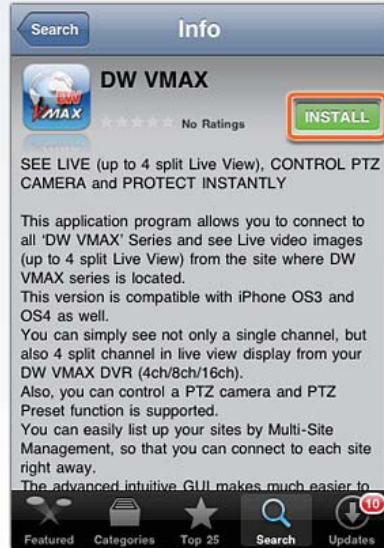 Search
Info
DW VMAX
DW
VMAX
No Ratings
INSTALL
SEE LIVE (up to 4 split Live View), CONTROL PTZ
CAMERA and PROTECT INSTANTLY
This application program allows you to connect to
all ‘DW VMAX’ Series and see Live video images
(up to 4 split Live View) from the site where DW
VMAX series is located.
This version is compatible with iPhone OS3 and
OS4 as well.
You can simply see not only a single channel, but
also 4 split channel in live view display from your
DW VMAX DVR (4ch/8ch/16ch).
Also, you can control a PTZ camera and PTZ
Preset function is supported.
You can easily list up your sites by Multi-Site
Management, so that you can connect to each site
right away.
The advanced intuitive GUI makes much easier to
10
Featured
Categories
Top 25
Search
Updates